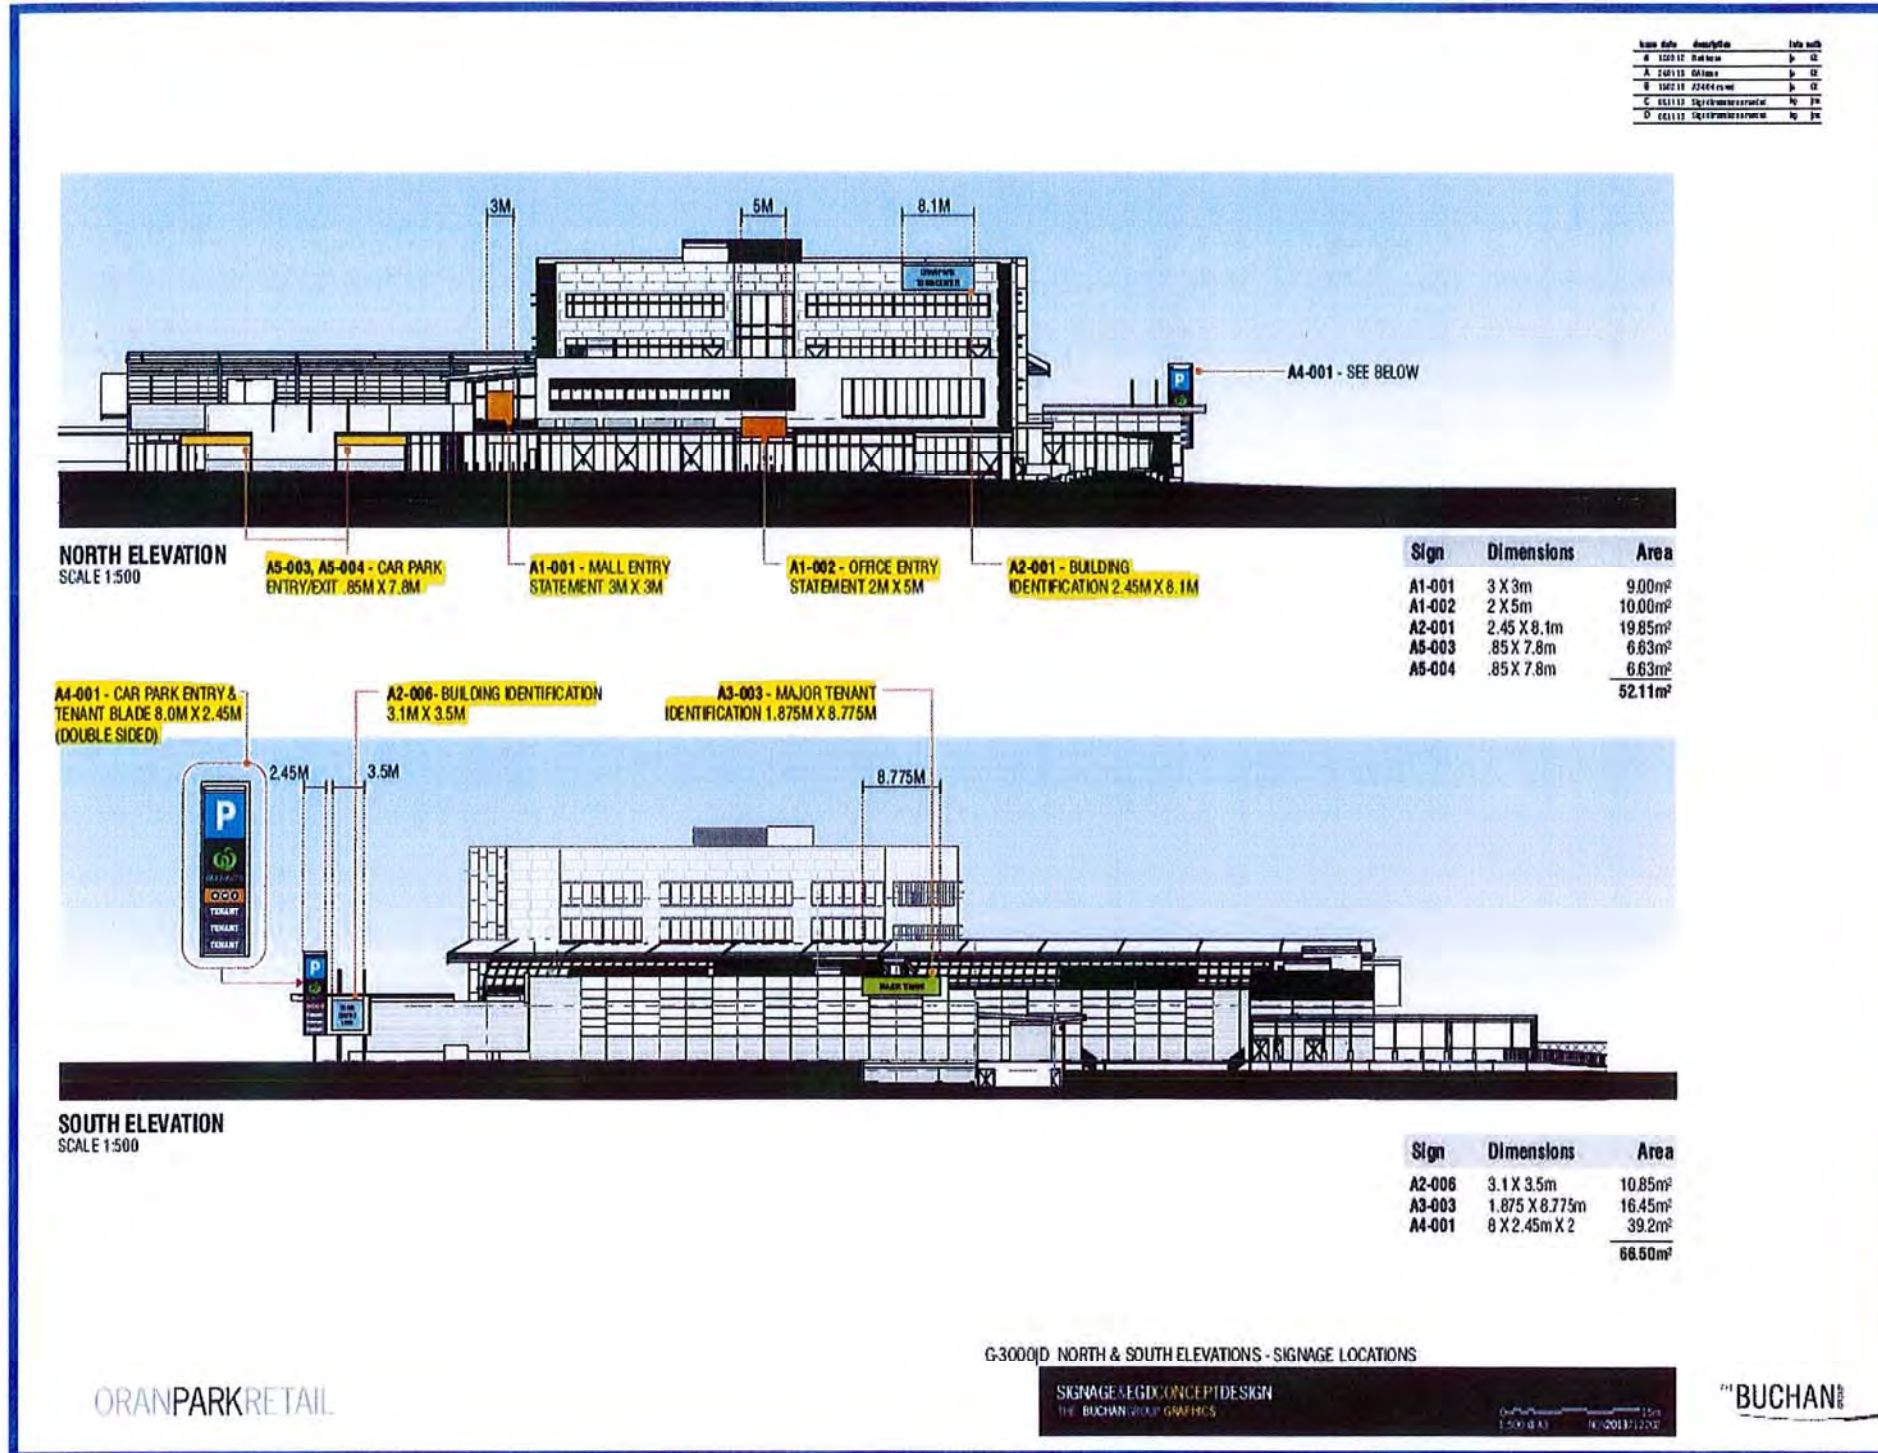 description
3M
5M
8.1M
P
A4-001 - SEE BELOW
NORTH ELEVATION
SCALE 1:500
A5-003, A5-004 - CAR PARK
ENTRY/EXIT .85M X 7.8M
A1-001 - MALL ENTRY
STATEMENT 3M X 3M
A1-002 - OFFICE ENTRY
STATEMENT 2M X 5M
A2-001 - BUILDING
IDENTIFICATION 2.45M X 8.1M
Sign Dimensions Area
A1-001 3 X 3m 9.00m²
A1-002 2 X 5m 10.00m²
A2-001 2.45 X 8.1m 19.85m²
A5-003 .85 X 7.8m 6.63m²
A5-004 .85 X 7.8m 6.63m²
52.11m²
A4-001 - CAR PARK ENTRY &
TENANT BLADE 8.0M X 2.45M
(DOUBLE SIDED)
A2-006- BUILDING IDENTIFICATION
3.1M X 3.5M
A3-003 - MAJOR TENANT
IDENTIFICATION 1.875M X 8.775M
2.45M
3.5M
8.775M
P
TENANT
TENANT
TENANT
P
SOUTH ELEVATION
SCALE 1:500
Sign Dimensions Area
A2-006 3.1 X 3.5m 10.85m²
A3-003 1.875 X 8.775m 16.45m²
A4-001 8 X 2.45m X 2 39.2m²
66.50m²
G-3000|D NORTH & SOUTH ELEVATIONS - SIGNAGE LOCATIONS
ORANPARKRETAIL
SIGNAGE&EGDCONCEPTDESIGN
THE BUCHANGROUP GRAPHICS
THE BUCHAN GROUP